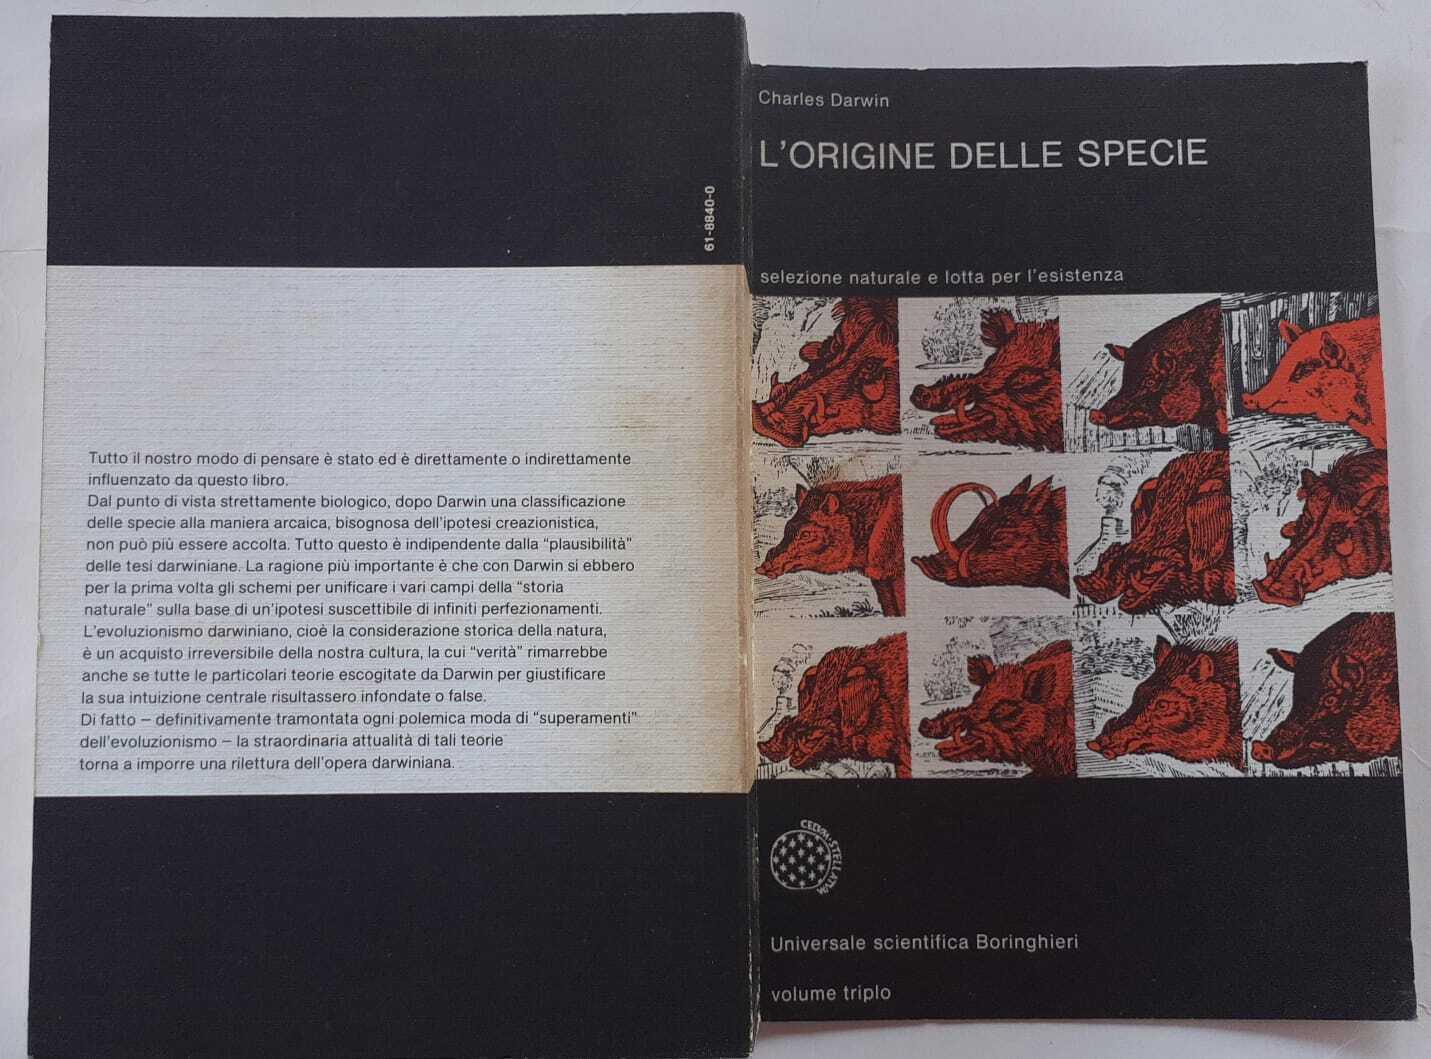 61-8840-0
Tutto il nostro modo di pensare è stato ed è direttamente o indirettamente
influenzato da questo libro.
Dal punto di vista strettamente biologico, dopo Darwin una classificazione
delle specie alla maniera arcaica, bisognosa dell'ipotesi creazionistica,
non può più essere accolta. Tutto questo è indipendente dalla “plausibilità”
delle tesi darwiniane. La ragione più importante è che con Darwin si ebbero
per la prima volta gli schemi per unificare i vari campi della “storia
naturale” sulla base di un'ipotesi suscettibile di infiniti perfezionamenti.
L'evoluzionismo darwiniano, cioè la considerazione storica della natura,
è un acquisto irreversibile della nostra cultura, la cui “verità” rimarrebbe
anche se tutte le particolari teorie escogitate da Darwin per giustificare
la sua intuizione centrale risultassero infondate o false.
Di fatto – definitivamente tramontata ogni polemica moda di “superamenti”
dell'evoluzionismo – la straordinaria attualità di tali teorie
torna a imporre una rilettura dell'opera darwiniana.
Charles Darwin
L'ORIGINE DELLE SPECIE
selezione naturale e lotta per l'esistenza
CELVM·STELLATVM
Universale scientifica Boringhieri
volume triplo